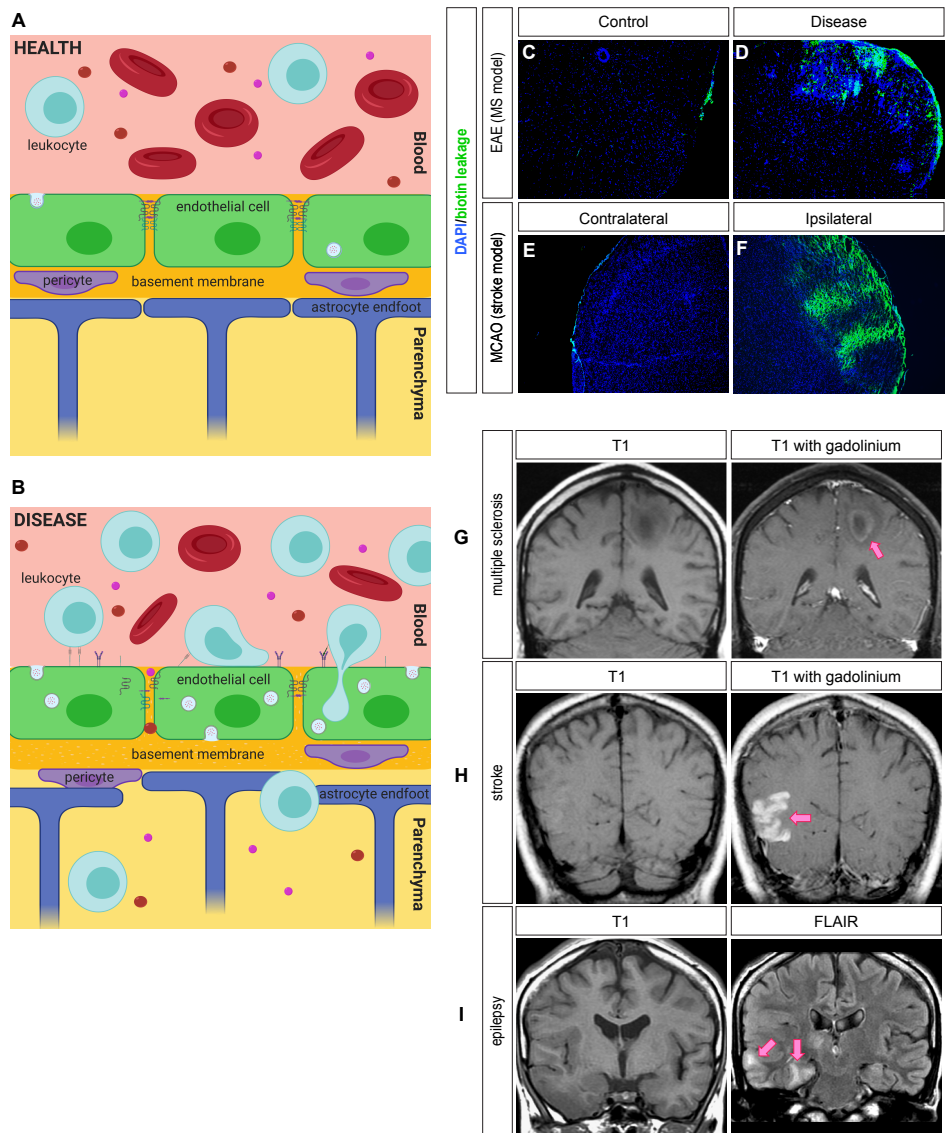 A
HEALTH
leukocyte
Blood
endothelial cell
pericyte
basement membrane
astrocyte endfoot
Parenchyma
B
DISEASE
leukocyte
Blood
endothelial cell
basement membrane
pericyte
astrocyte endfoot
Parenchyma
Control
Disease
DAPI/biotin leakage
EAE (MS model)
C
D
Contralateral
Ipsilateral
MCAO (stroke model)
E
F
T1
T1 with gadolinium
G
multiple sclerosis
T1
T1 with gadolinium
H
stroke
T1
FLAIR
I
epilepsy